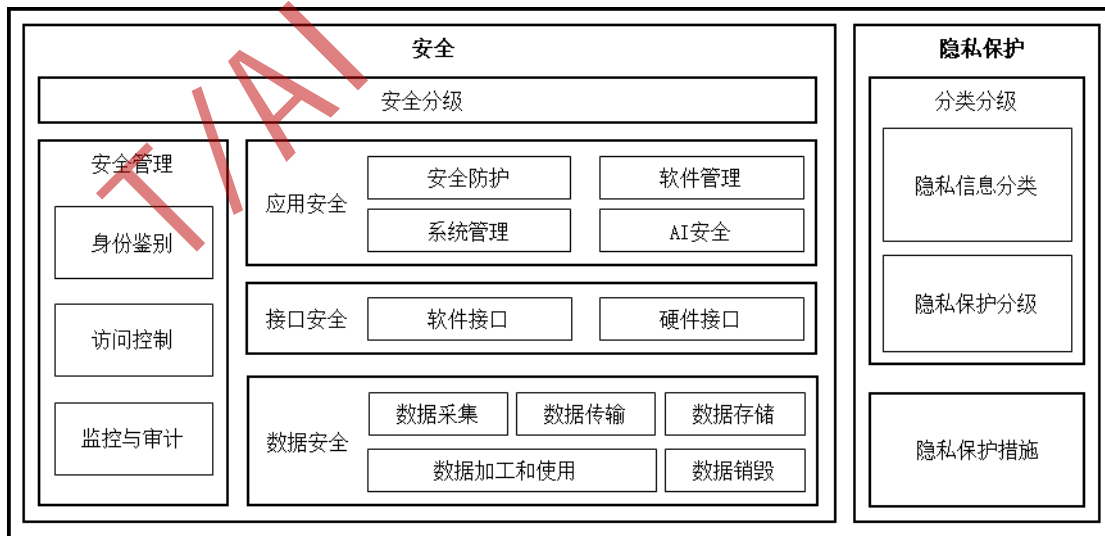 安全
安全分级
安全管理
身份鉴别
访问控制
监控与审计
应用安全
安全防护
软件管理
系统管理
AI安全
接口安全
软件接口
硬件接口
数据安全
数据采集
数据传输
数据存储
数据加工和使用
数据销毁
隐私保护
分类分级
隐私信息分类
隐私保护分级
隐私保护措施
T/AI